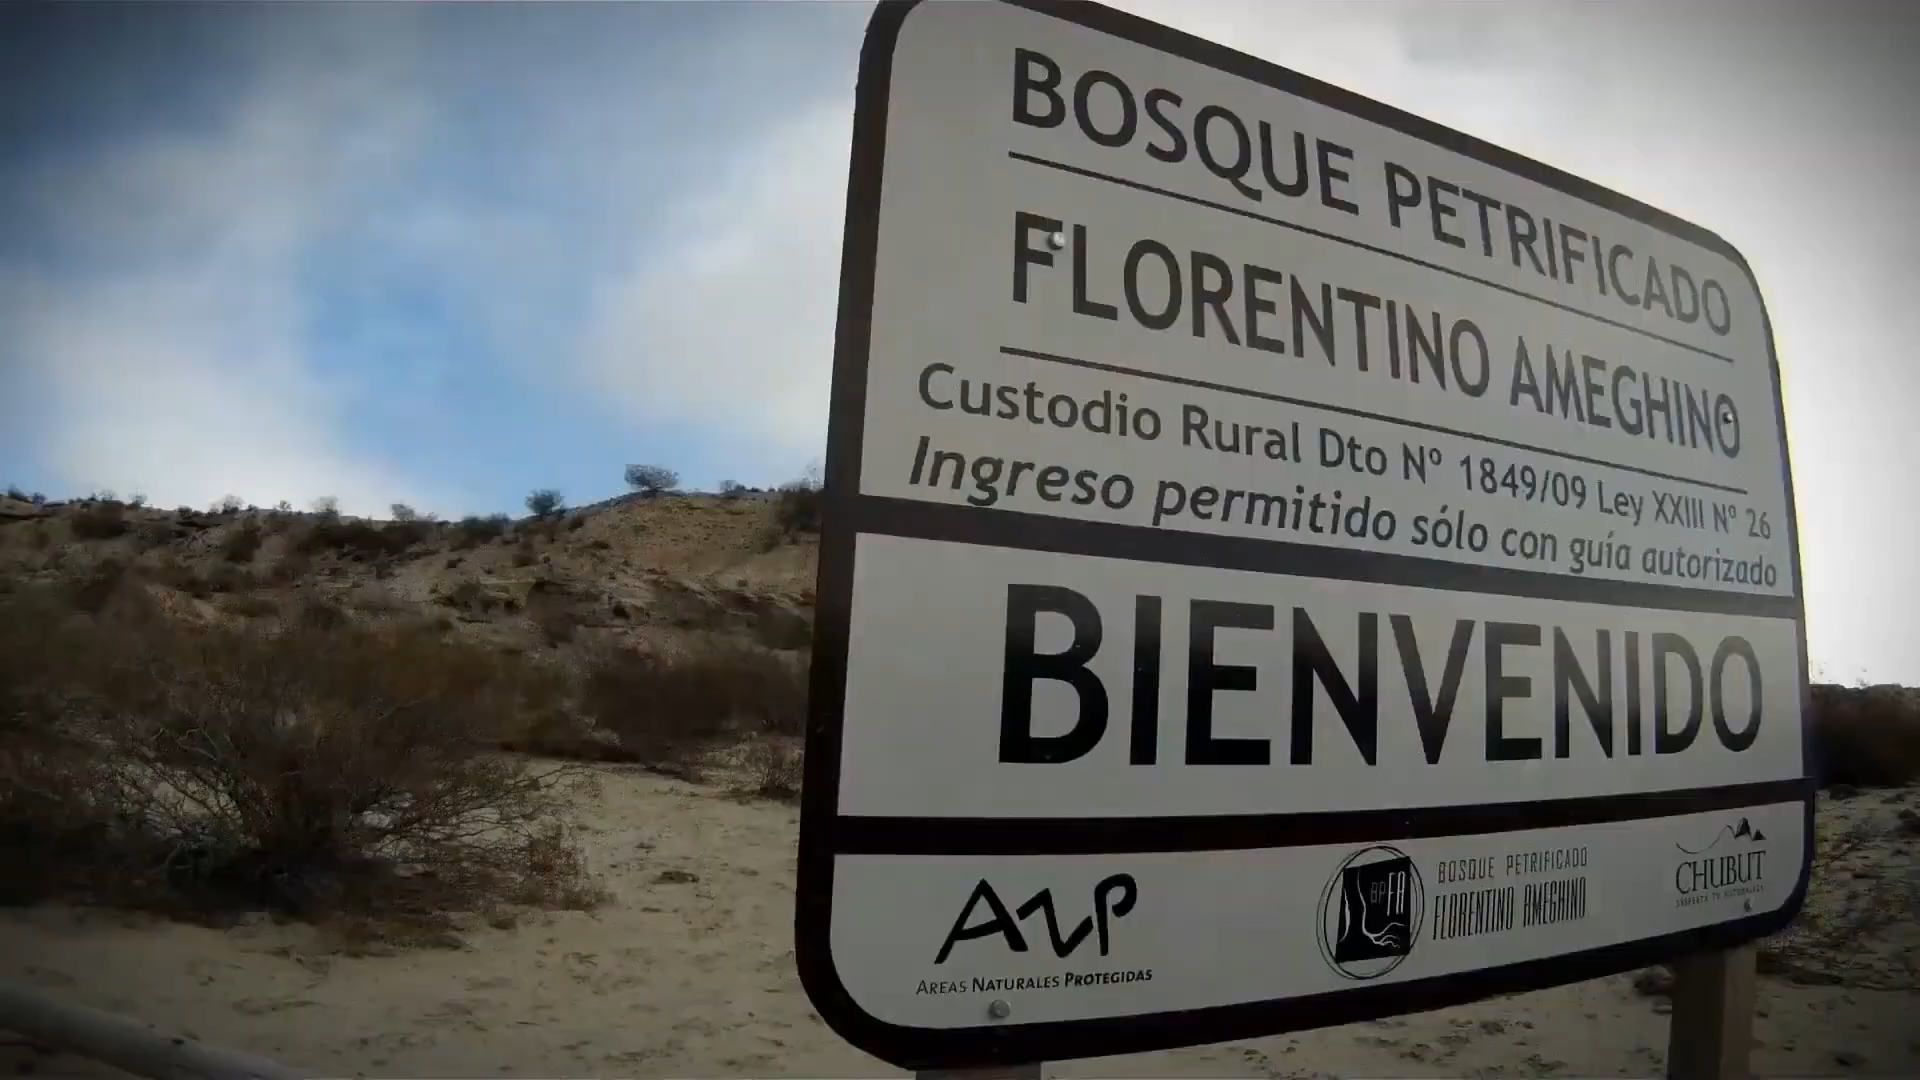 BOSQUE PETRIFICADO
FLORENTINO AMEGHINO
Custodio Rural Dto Nº 1849/09 Ley XXIII Nº 26
Ingreso permitido sólo con guía autorizado
BIENVENIDO
ANP
AREAS NATURALES PROTEGIDAS
BPFA
BOSQUE PETRIFICADO
FLORENTINO AMEGHINO
CHUBUT